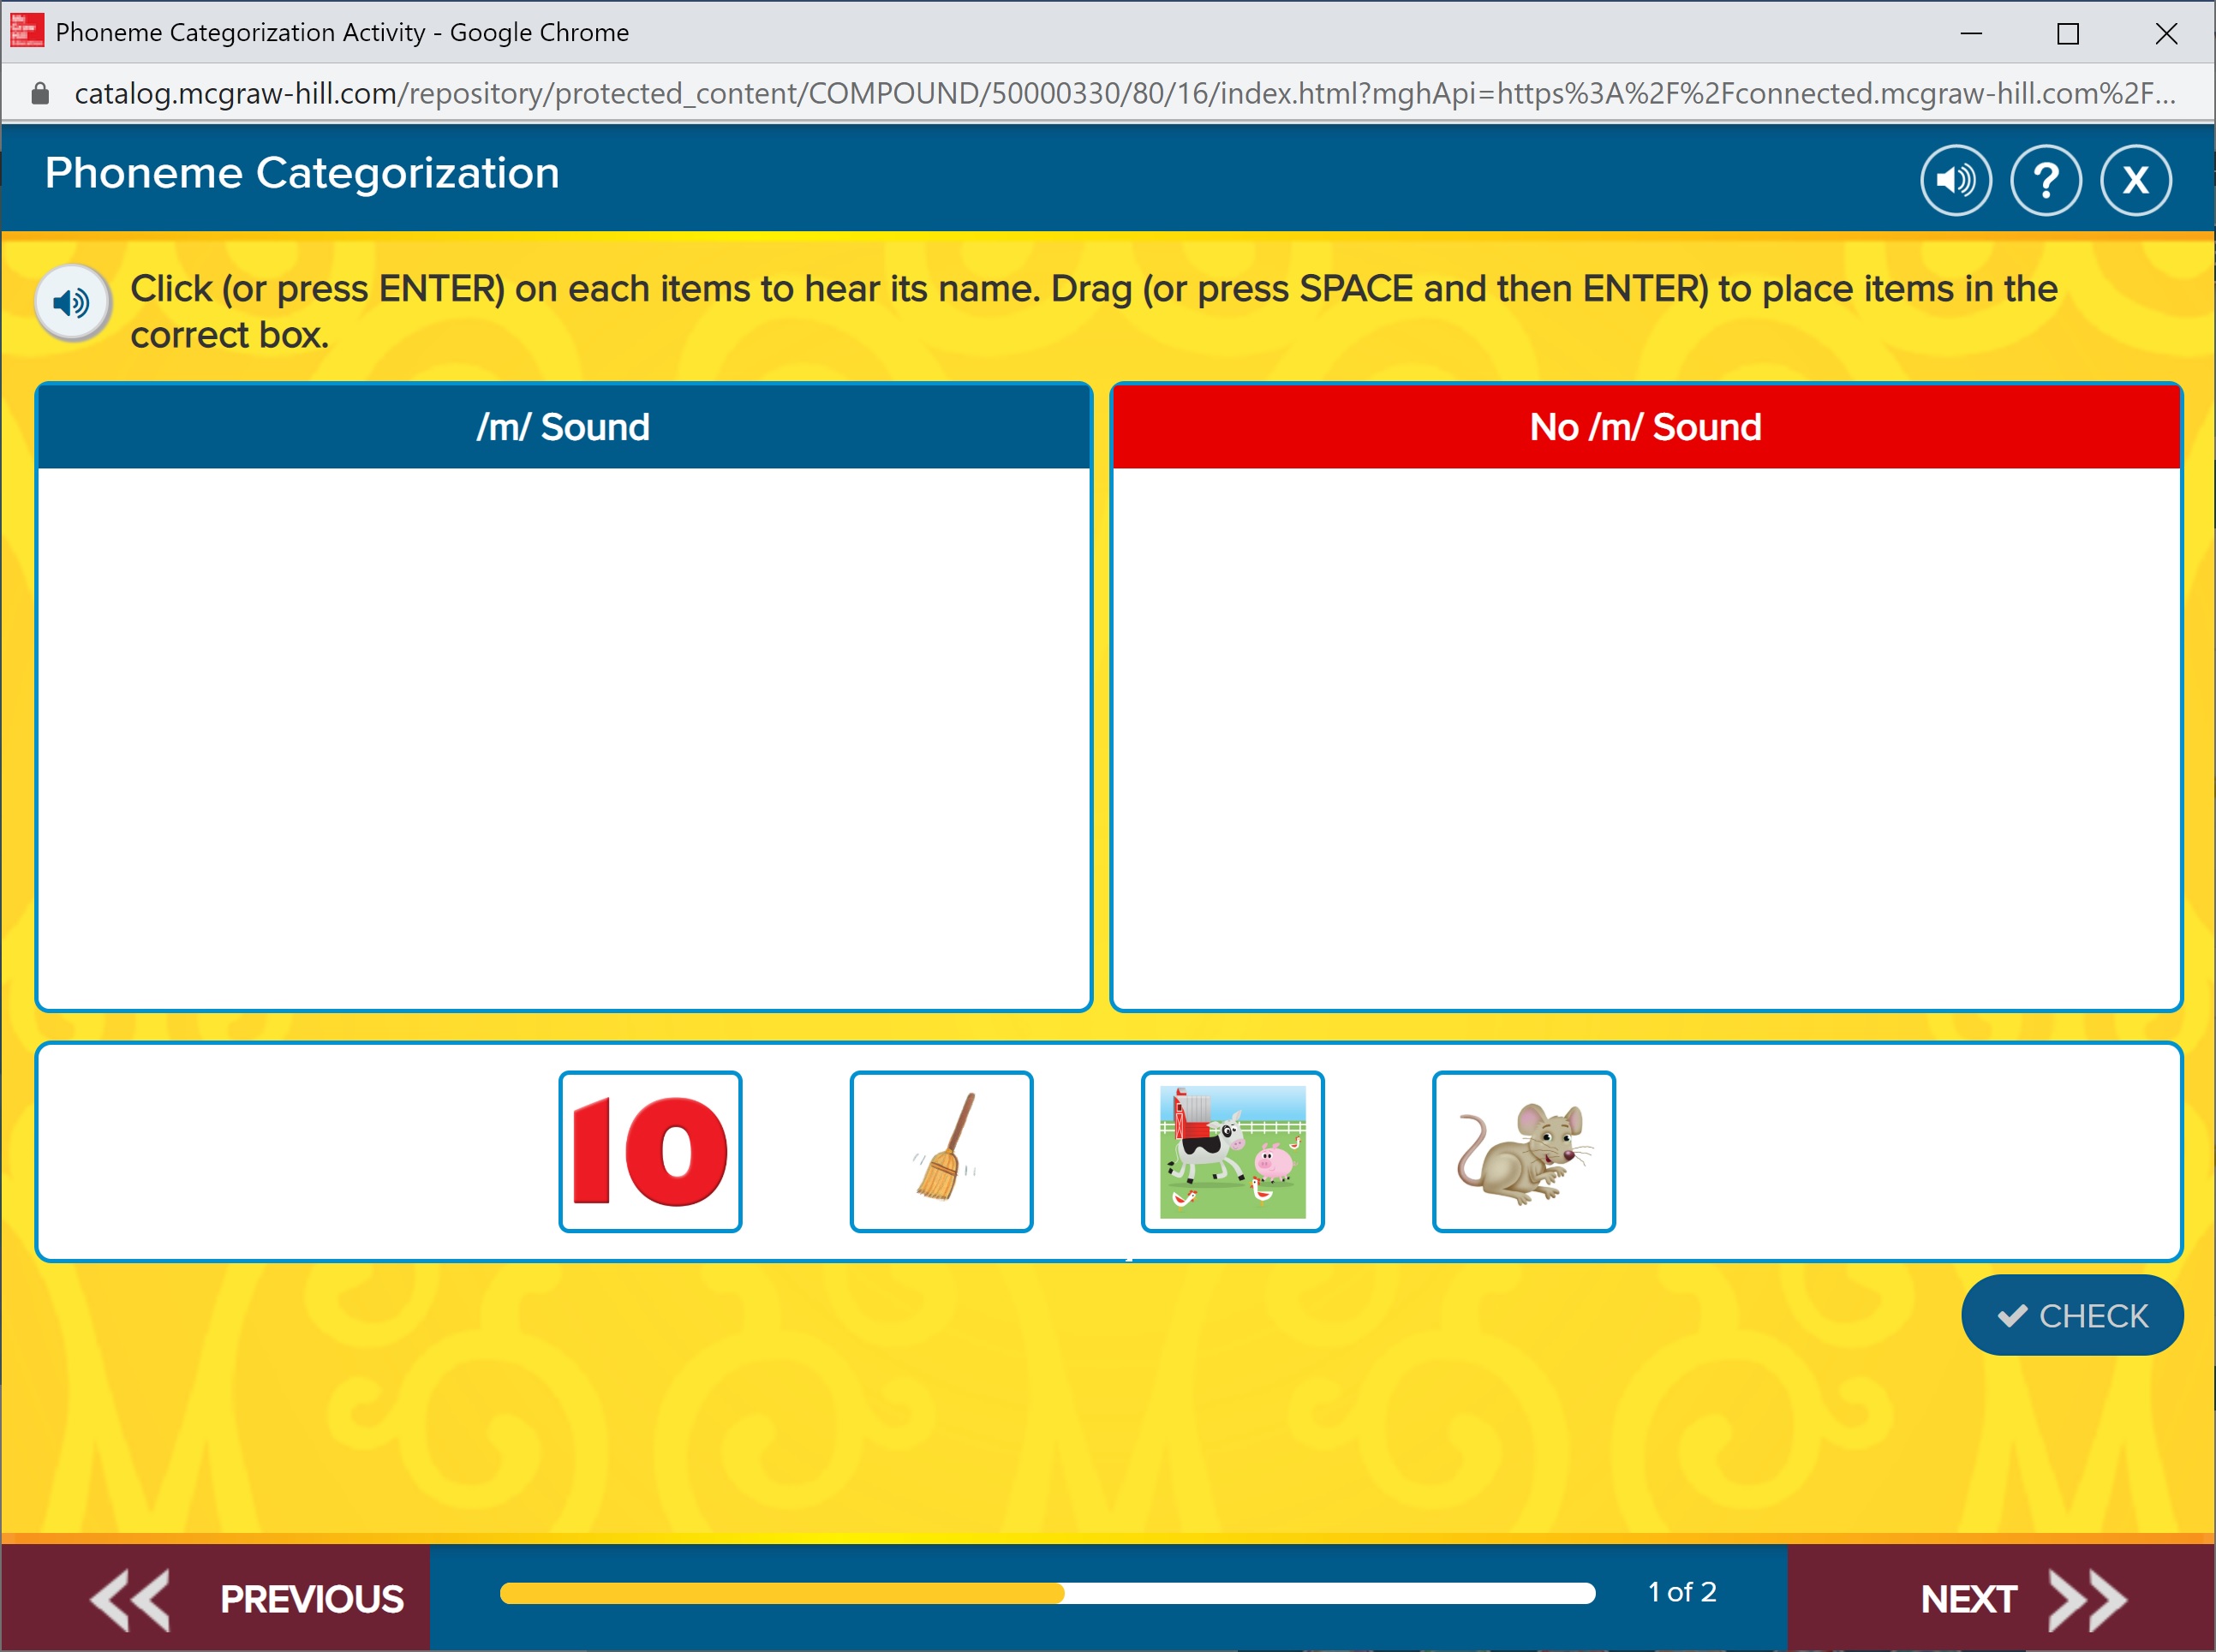 Phoneme Categorization Activity - Google Chrome
catalog.mcgraw-hill.com/repository/protected_content/COMPOUND/50000330/80/16/index.html?mghApi=https%3A%2F%2Fconnected.mcgraw-hill.com%2F...
Phoneme Categorization
?
X
Click (or press ENTER) on each items to hear its name. Drag (or press SPACE and then ENTER) to place items in the
correct box.
/m/ Sound
No /m/ Sound
10
CHECK
PREVIOUS
1 of 2
NEXT